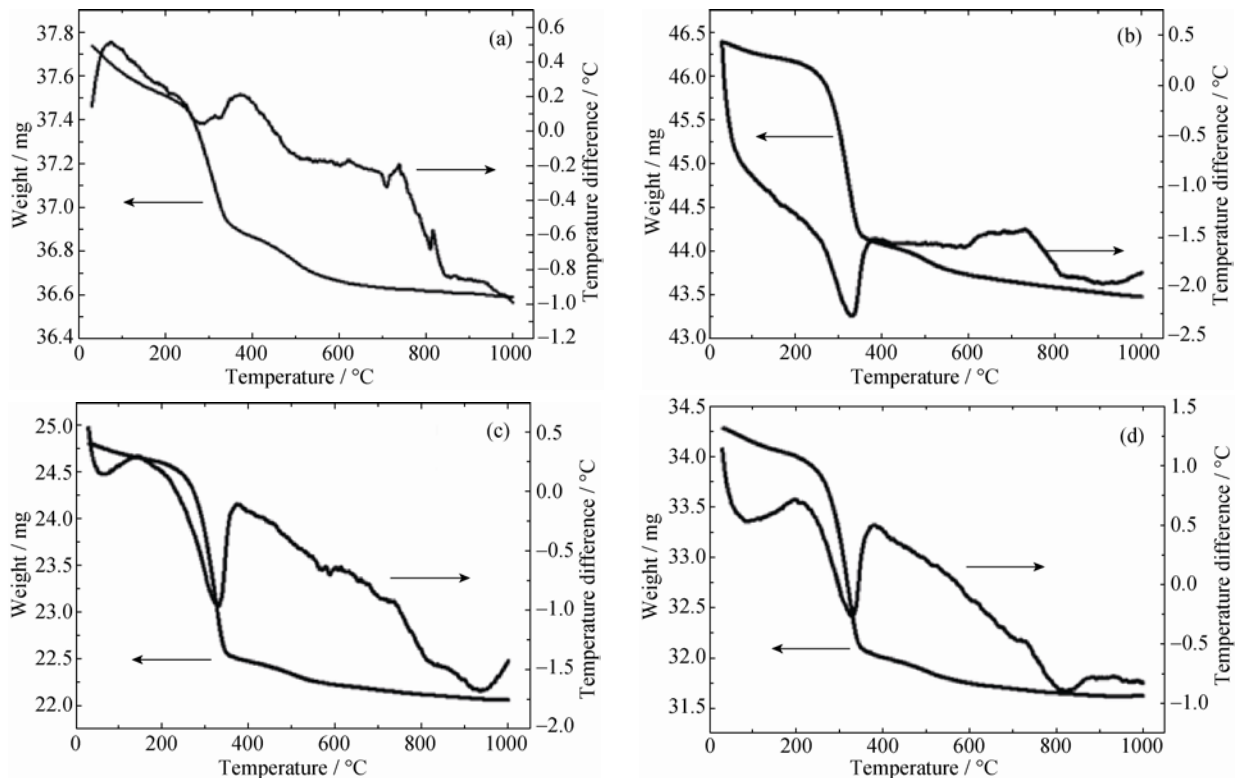 (a)
Weight / mg
37.8
37.6
37.4
37.2
37.0
36.8
36.6
36.4
0.6
0.4
0.2
0.0
−0.2
−0.4
−0.6
−0.8
−1.0
−1.2
Temperature difference / °C
0 200 400 600 800 1000
Temperature / °C
(b)
Weight / mg
46.5
46.0
45.5
45.0
44.5
44.0
43.5
43.0
0.5
0.0
−0.5
−1.0
−1.5
−2.0
−2.5
Temperature difference / °C
0 200 400 600 800 1000
Temperature / °C
(c)
Weight / mg
25.0
24.5
24.0
23.5
23.0
22.5
22.0
0.5
0.0
−0.5
−1.0
−1.5
−2.0
Temperature difference / °C
0 200 400 600 800 1000
Temperature / °C
(d)
Weight / mg
34.5
34.0
33.5
33.0
32.5
32.0
31.5
1.5
1.0
0.5
0.0
−0.5
−1.0
Temperature difference / °C
0 200 400 600 800 1000
Temperature / °C